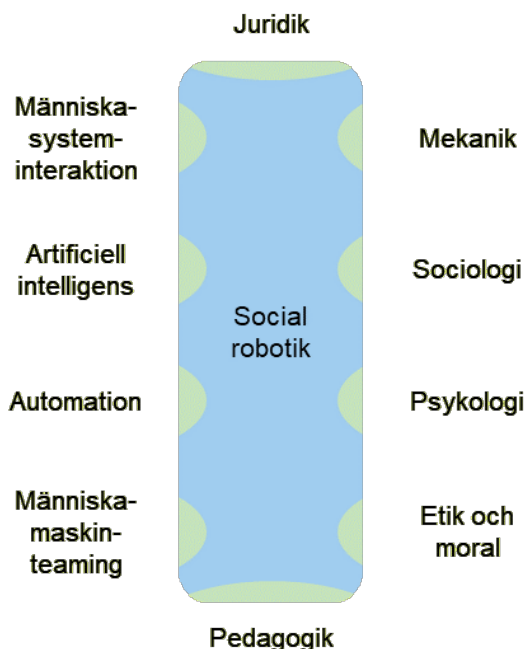 Juridik
Människa-
system-
interaktion
Mekanik
Artificiell
intelligens
Sociologi
Social
robotik
Automation
Psykologi
Människa-
maskin-
teaming
Etik och
moral
Pedagogik